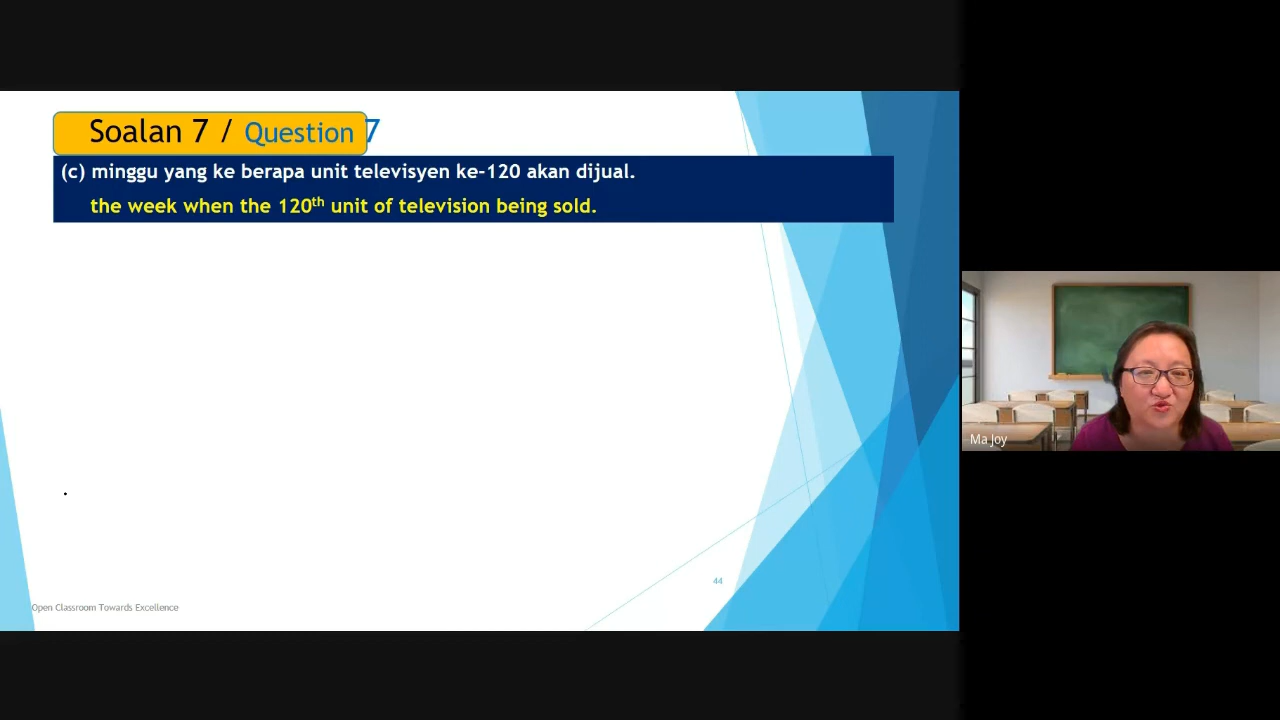 Soalan 7 / Question 7
(c) minggu yang ke berapa unit televisyen ke-120 akan dijual.
the week when the 120th unit of television being sold.
Ma Joy
44
Open Classroom Towards Excellence